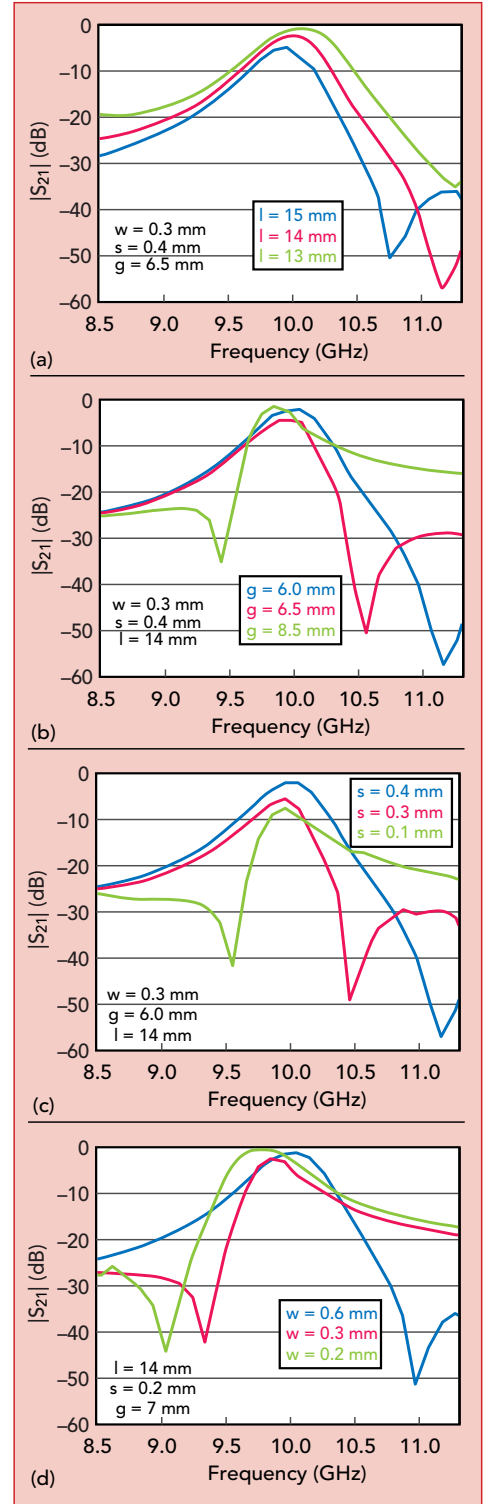 0
−10
−20
−30
−40
−50
−60
|S21| (dB)
w = 0.3 mm
s = 0.4 mm
g = 6.5 mm
l = 15 mm
l = 14 mm
l = 13 mm
8.5 9.0 9.5 10.0 10.5 11.0
Frequency (GHz)
(a)
0
−10
−20
−30
−40
−50
−60
|S21| (dB)
w = 0.3 mm
s = 0.4 mm
l = 14 mm
g = 6.0 mm
g = 6.5 mm
g = 8.5 mm
8.5 9.0 9.5 10.0 10.5 11.0
Frequency (GHz)
(b)
0
−10
−20
−30
−40
−50
−60
|S21| (dB)
s = 0.4 mm
s = 0.3 mm
s = 0.1 mm
w = 0.3 mm
g = 6.0 mm
l = 14 mm
8.5 9.0 9.5 10.0 10.5 11.0
Frequency (GHz)
(c)
0
−10
−20
−30
−40
−50
−60
|S21| (dB)
w = 0.6 mm
w = 0.3 mm
w = 0.2 mm
l = 14 mm
s = 0.2 mm
g = 7 mm
8.5 9.0 9.5 10.0 10.5 11.0
Frequency (GHz)
(d)